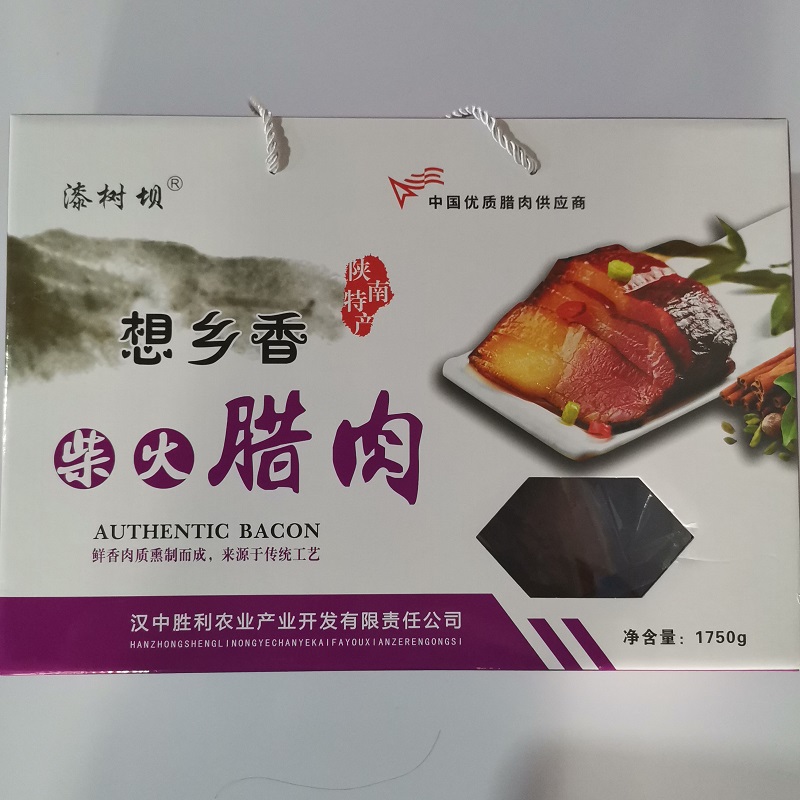 漆树坝®
中国优质腊肉供应商
陕南
特产
想乡香
柴火腊肉
AUTHENTIC BACON
鲜香肉质熏制而成，来源于传统工艺
汉中胜利农业产业开发有限责任公司
HANZHONGSHENGLINONGYECHANYEKAIFAYOUXIANZERENGONGSI
净含量：1750g